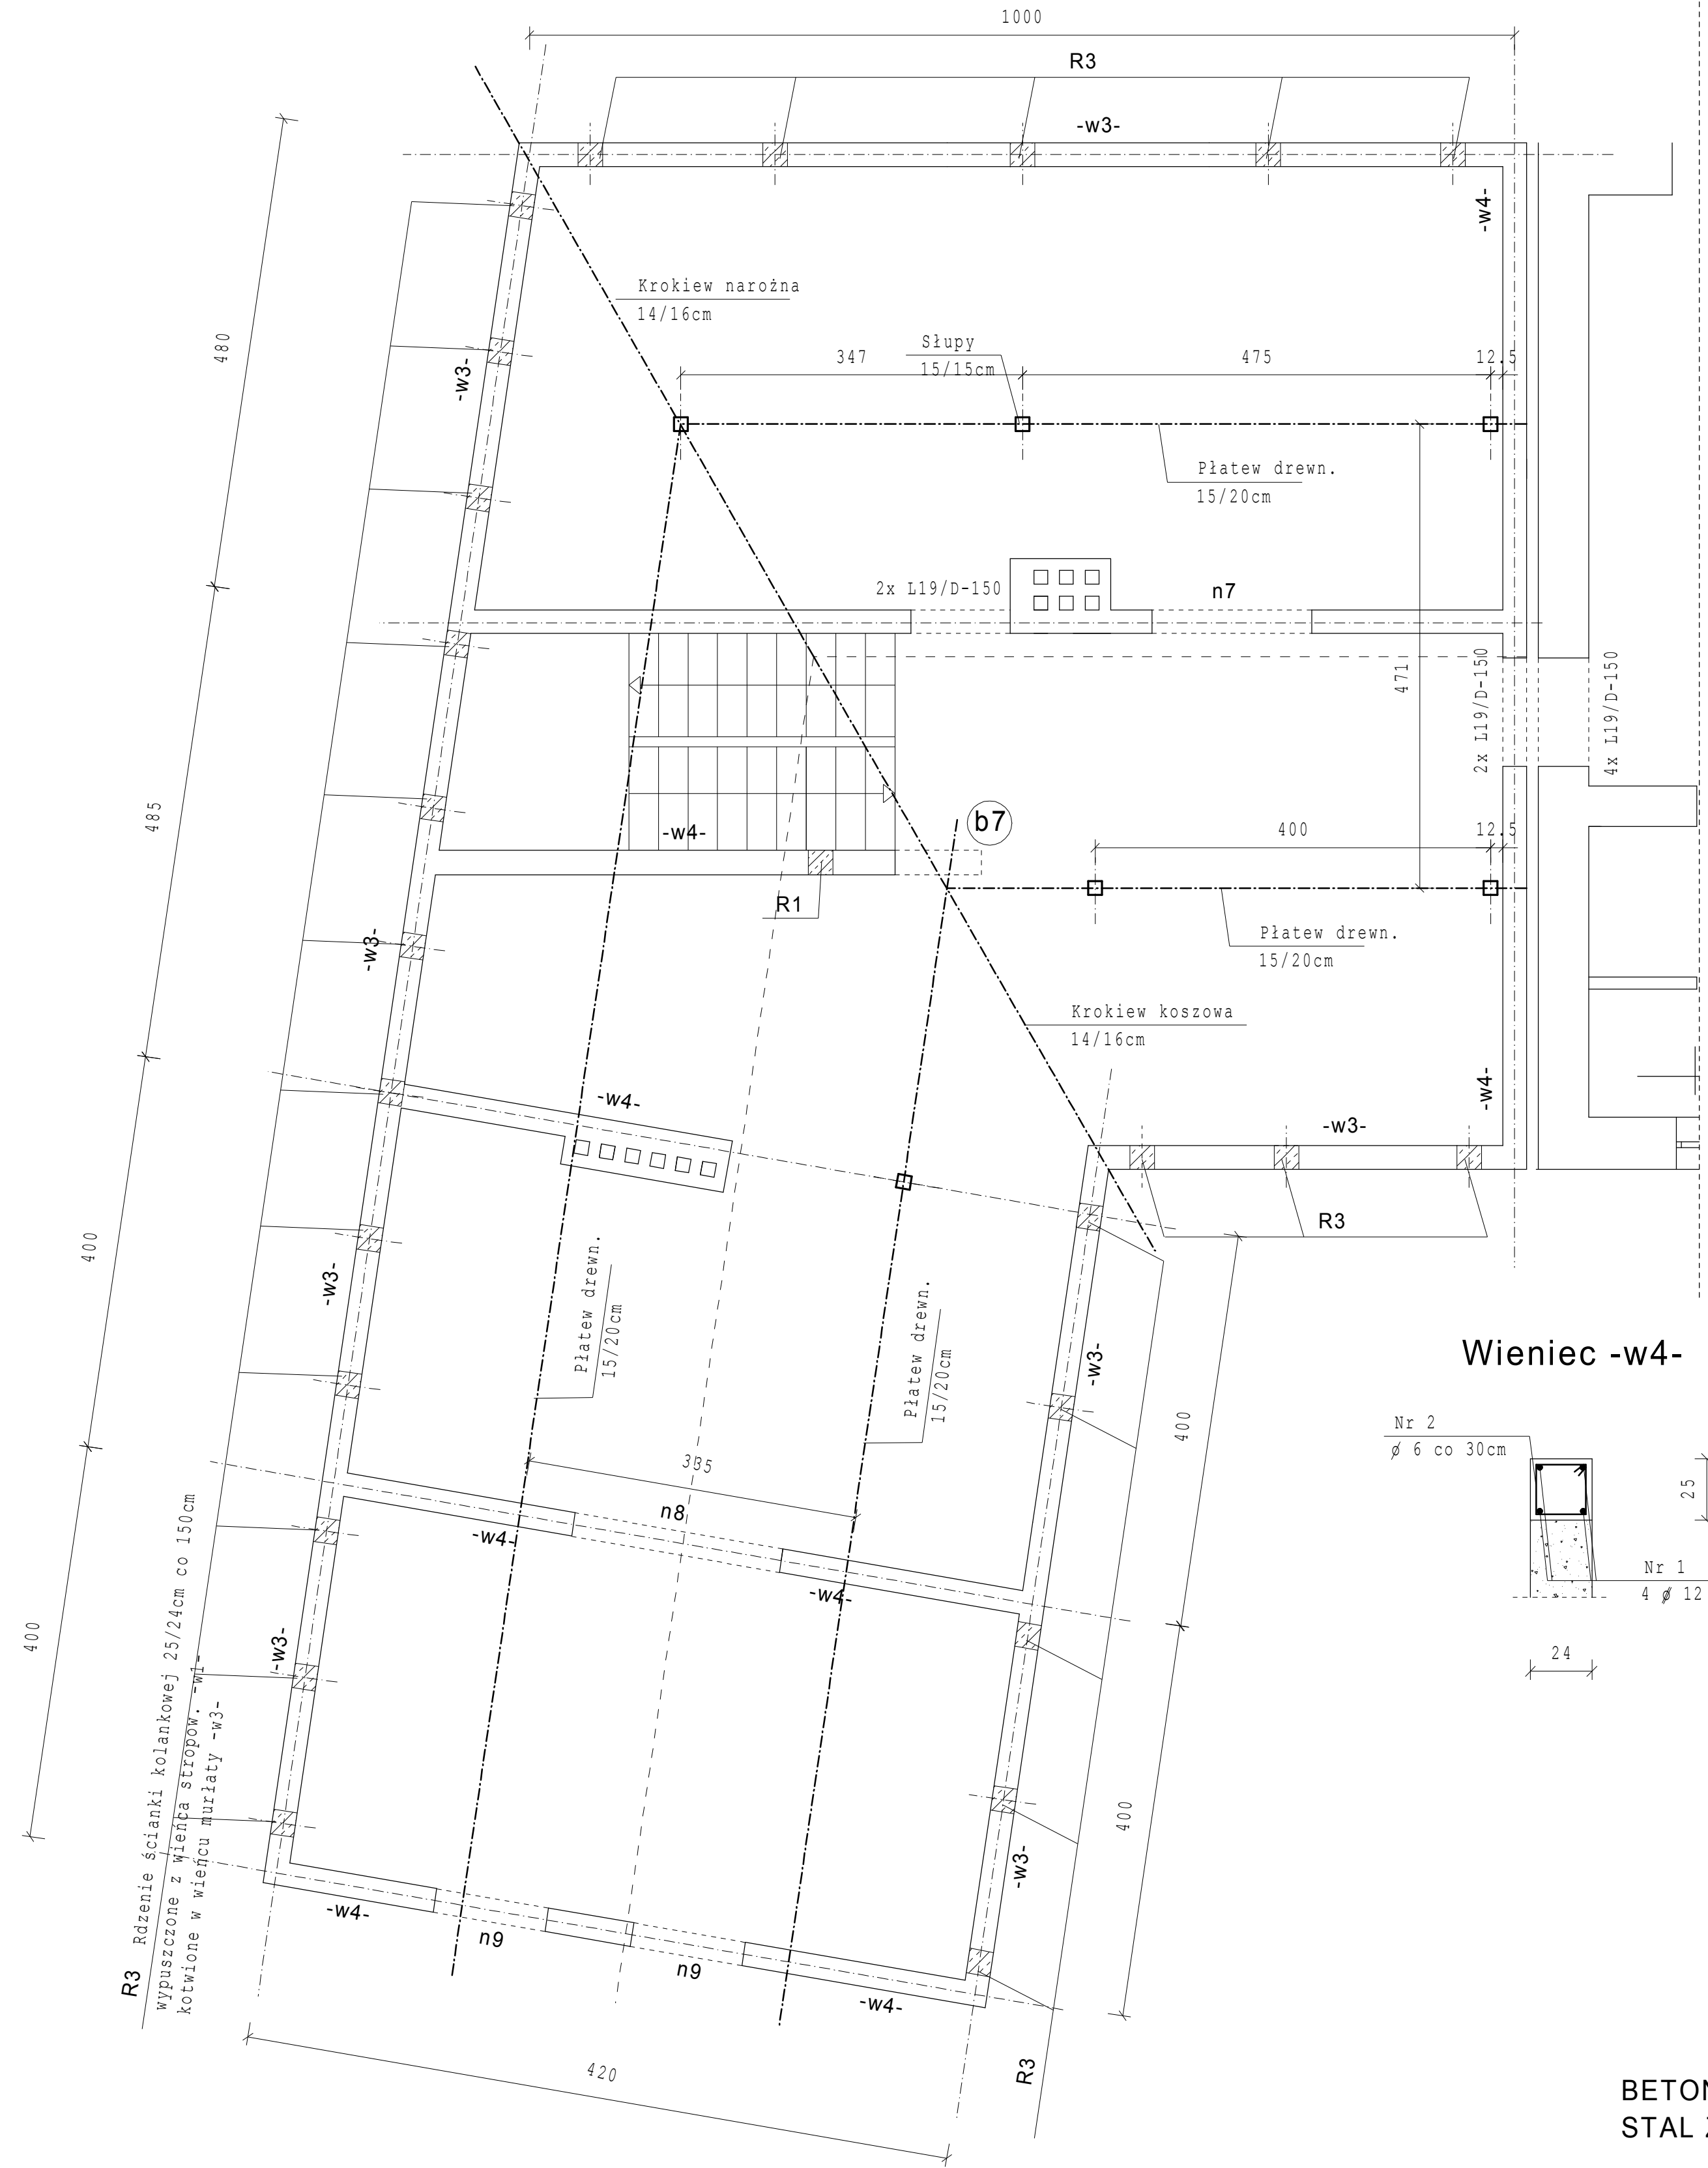 1000
R3
-w3-
-w4-
Krokiew narożna
14/16cm
480
347
Słupy
15/15cm
475
12.5
-w3-
Płatew drewn.
15/20cm
2x L19/D-150
n7
471
2x L19/D-150
4x L19/D-150
485
-w4-
b7
400
12.5
R1
-w3-
Płatew drewn.
15/20cm
Krokiew koszowa
14/16cm
-w4-
-w4-
-w3-
R3
400
-w3-
Płatew drewn.
15/20cm
Płatew drewn.
15/20cm
-w3-
400
Wieniec -w4-
Nr 2
ø 6 co 30cm
25
Nr 1
4 ø 12
24
335
n8
-w4-
-w4-
400
-w3-
R3 Rdzenie ścianki kolankowej 25/24cm co 150cm
wypuszczone z wieńca stropow. -w1-
kotwione w wieńcu murłaty -w3-
400
-w3-
-w4-
n9
n9
-w4-
R3
420
BETON
STAL